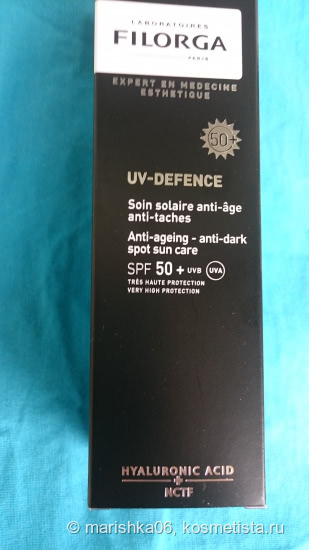 LABORATOIRES
FILORGA
PARIS
EXPERT EN MEDECINE
ESTHETIQUE
50+
UV-DEFENCE
Soin solaire anti-âge
anti-taches
Anti-ageing - anti-dark
spot sun care
SPF 50 + UVB UVA
TRÈS HAUTE PROTECTION
VERY HIGH PROTECTION
HYALURONIC ACID
+
NCTF
© marishka06, kosmetista.ru